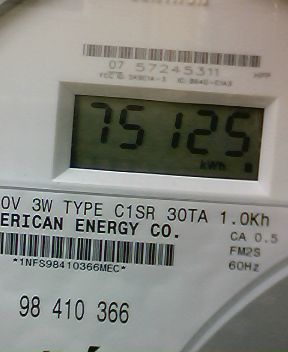 07 57245311
75125
kWh
0V 3W TYPE C1SR 30TA 1.0Kh
ERICAN ENERGY CO.
CA 0.5
FM2S
*1NFS98410366MEC*
60Hz
98 410 366